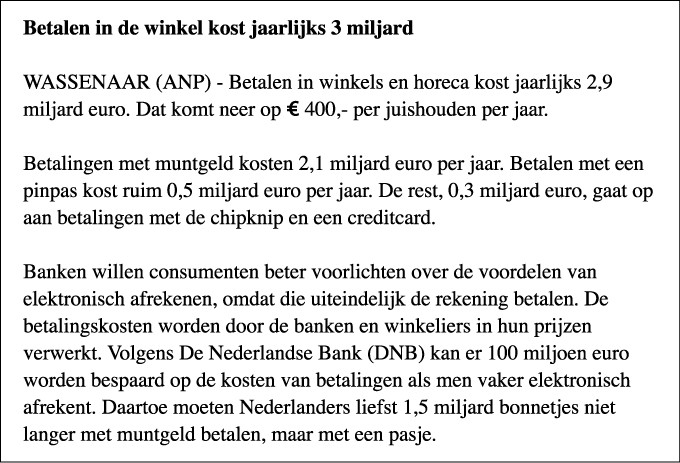 Betalen in de winkel kost jaarlijks 3 miljard
WASSENAAR (ANP) - Betalen in winkels en horeca kost jaarlijks 2,9
miljard euro. Dat komt neer op € 400,- per juishouden per jaar.
Betalingen met muntgeld kosten 2,1 miljard euro per jaar. Betalen met een
pinpas kost ruim 0,5 miljard euro per jaar. De rest, 0,3 miljard euro, gaat op
aan betalingen met de chipknip en een creditcard.
Banken willen consumenten beter voorlichten over de voordelen van
elektronisch afrekenen, omdat die uiteindelijk de rekening betalen. De
betalingskosten worden door de banken en winkeliers in hun prijzen
verwerkt. Volgens De Nederlandse Bank (DNB) kan er 100 miljoen euro
worden bespaard op de kosten van betalingen als men vaker elektronisch
afrekent. Daartoe moeten Nederlanders liefst 1,5 miljard bonnetjes niet
langer met muntgeld betalen, maar met een pasje.